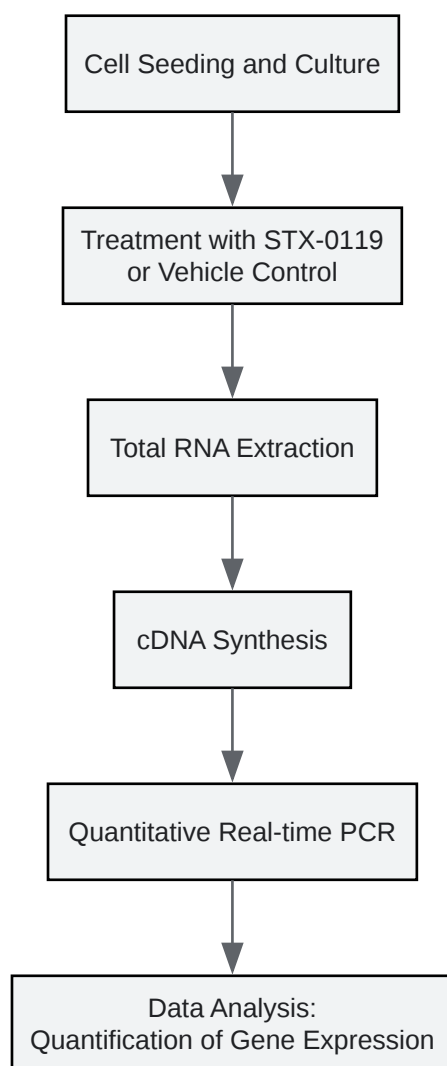 Cell Seeding and Culture
Treatment with STX-0119
or Vehicle Control
Total RNA Extraction
cDNA Synthesis
Quantitative Real-time PCR
Data Analysis:
Quantification of Gene Expression